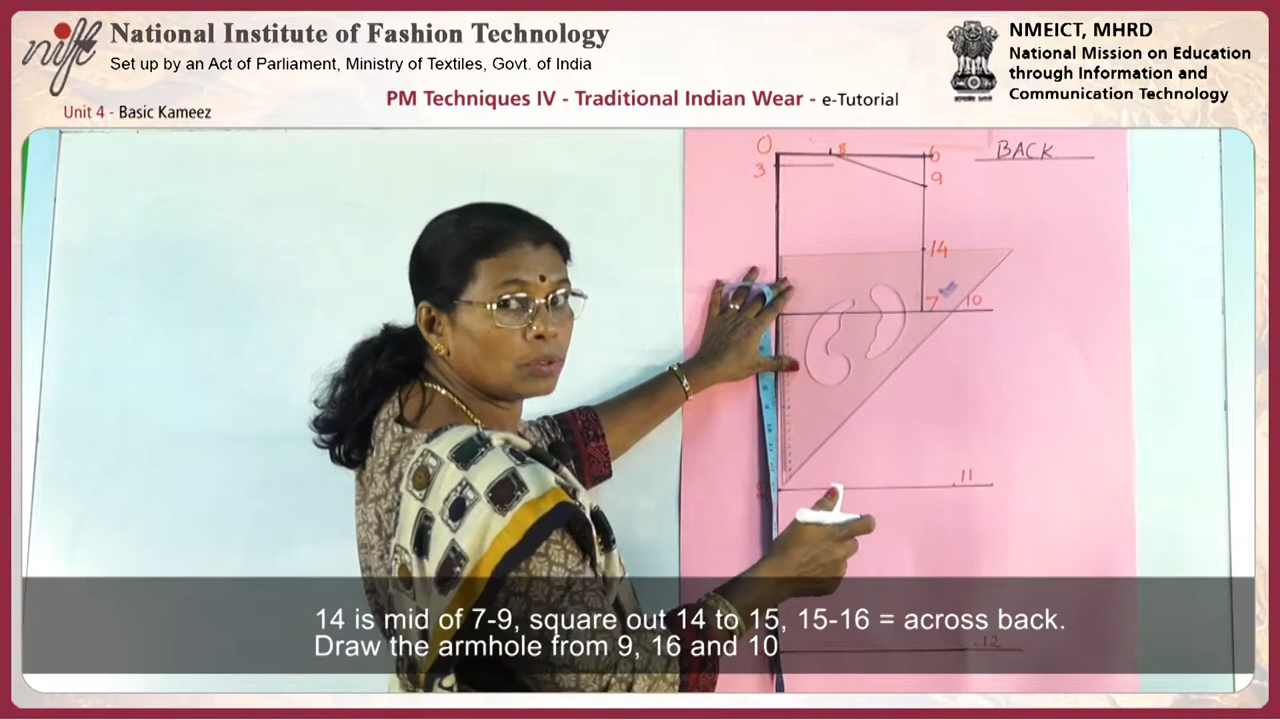 nift
National Institute of Fashion Technology
Set up by an Act of Parliament, Ministry of Textiles, Govt. of India
NMEICT, MHRD
National Mission on Education
through Information and
Communication Technology
PM Techniques IV - Traditional Indian Wear - e-Tutorial
Unit 4 - Basic Kameez
BACK
0
8
6
3
9
14
7
10
11
12
14 is mid of 7-9, square out 14 to 15, 15-16 = across back.
Draw the armhole from 9, 16 and 10